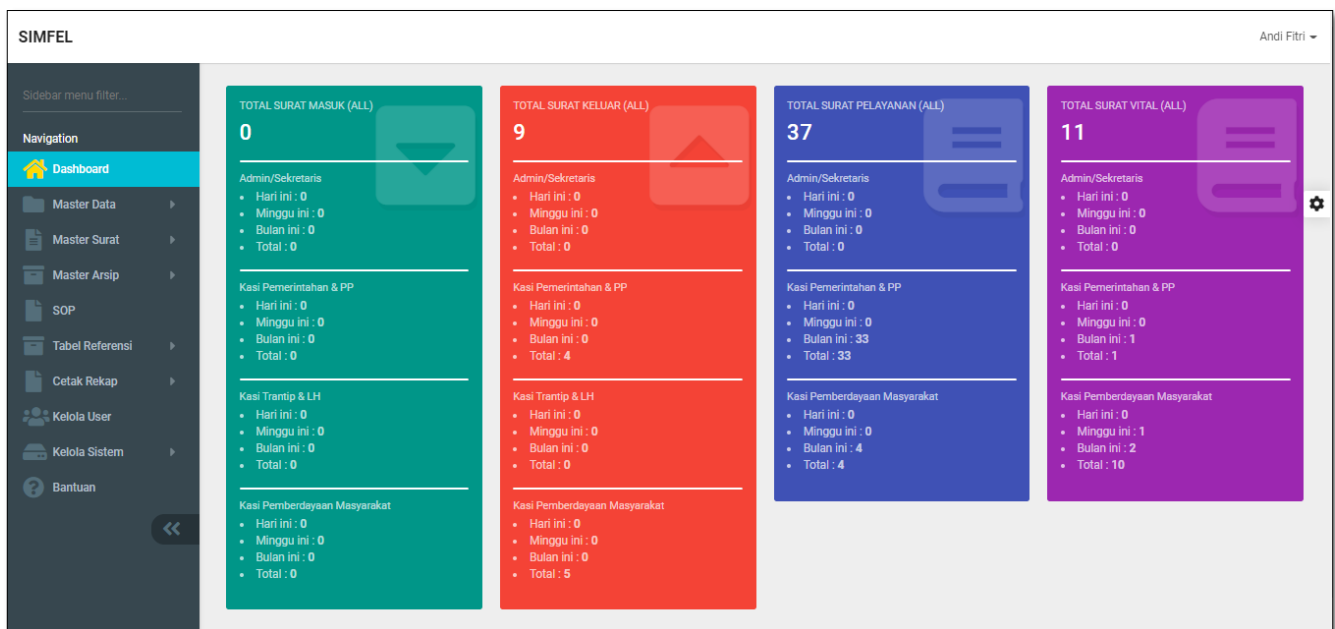 SIMFEL
Andi Fitri
Sidebar menu filter...
Navigation
Dashboard
Master Data
Master Surat
Master Arsip
SOP
Tabel Referensi
Cetak Rekap
Kelola User
Kelola Sistem
Bantuan
TOTAL SURAT MASUK (ALL)
0
Admin/Sekretaris
Hari ini : 0
Minggu ini : 0
Bulan ini : 0
Total : 0
Kasi Pemerintahan & PP
Hari ini : 0
Minggu ini : 0
Bulan ini : 0
Total : 0
Kasi Trantip & LH
Hari ini : 0
Minggu ini : 0
Bulan ini : 0
Total : 0
Kasi Pemberdayaan Masyarakat
Hari ini : 0
Minggu ini : 0
Bulan ini : 0
Total : 0
TOTAL SURAT KELUAR (ALL)
9
Admin/Sekretaris
Hari ini : 0
Minggu ini : 0
Bulan ini : 0
Total : 0
Kasi Pemerintahan & PP
Hari ini : 0
Minggu ini : 0
Bulan ini : 0
Total : 4
Kasi Trantip & LH
Hari ini : 0
Minggu ini : 0
Bulan ini : 0
Total : 0
Kasi Pemberdayaan Masyarakat
Hari ini : 0
Minggu ini : 0
Bulan ini : 0
Total : 5
TOTAL SURAT PELAYANAN (ALL)
37
Admin/Sekretaris
Hari ini : 0
Minggu ini : 0
Bulan ini : 0
Total : 0
Kasi Pemerintahan & PP
Hari ini : 0
Minggu ini : 0
Bulan ini : 33
Total : 33
Kasi Pemberdayaan Masyarakat
Hari ini : 0
Minggu ini : 0
Bulan ini : 4
Total : 4
TOTAL SURAT VITAL (ALL)
11
Admin/Sekretaris
Hari ini : 0
Minggu ini : 0
Bulan ini : 0
Total : 0
Kasi Pemerintahan & PP
Hari ini : 0
Minggu ini : 0
Bulan ini : 1
Total : 1
Kasi Pemberdayaan Masyarakat
Hari ini : 0
Minggu ini : 1
Bulan ini : 2
Total : 10